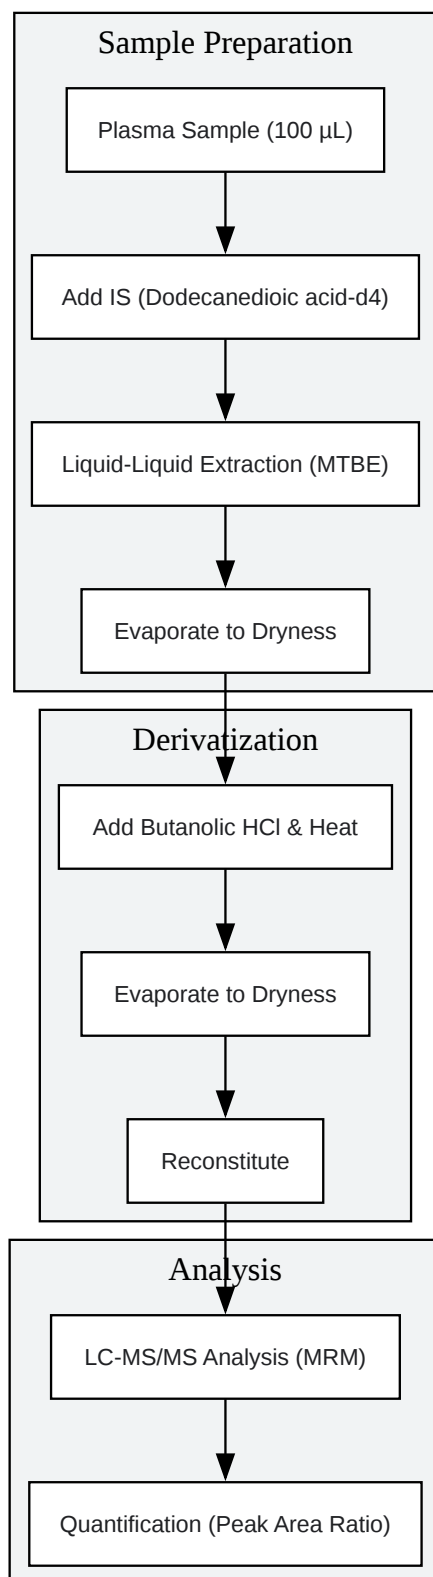 Sample Preparation
Plasma Sample (100 µL)
Add IS (Dodecanedioic acid-d4)
Liquid-Liquid Extraction (MTBE)
Evaporate to Dryness
Derivatization
Add Butanolic HCl & Heat
Evaporate to Dryness
Reconstitute
Analysis
LC-MS/MS Analysis (MRM)
Quantification (Peak Area Ratio)